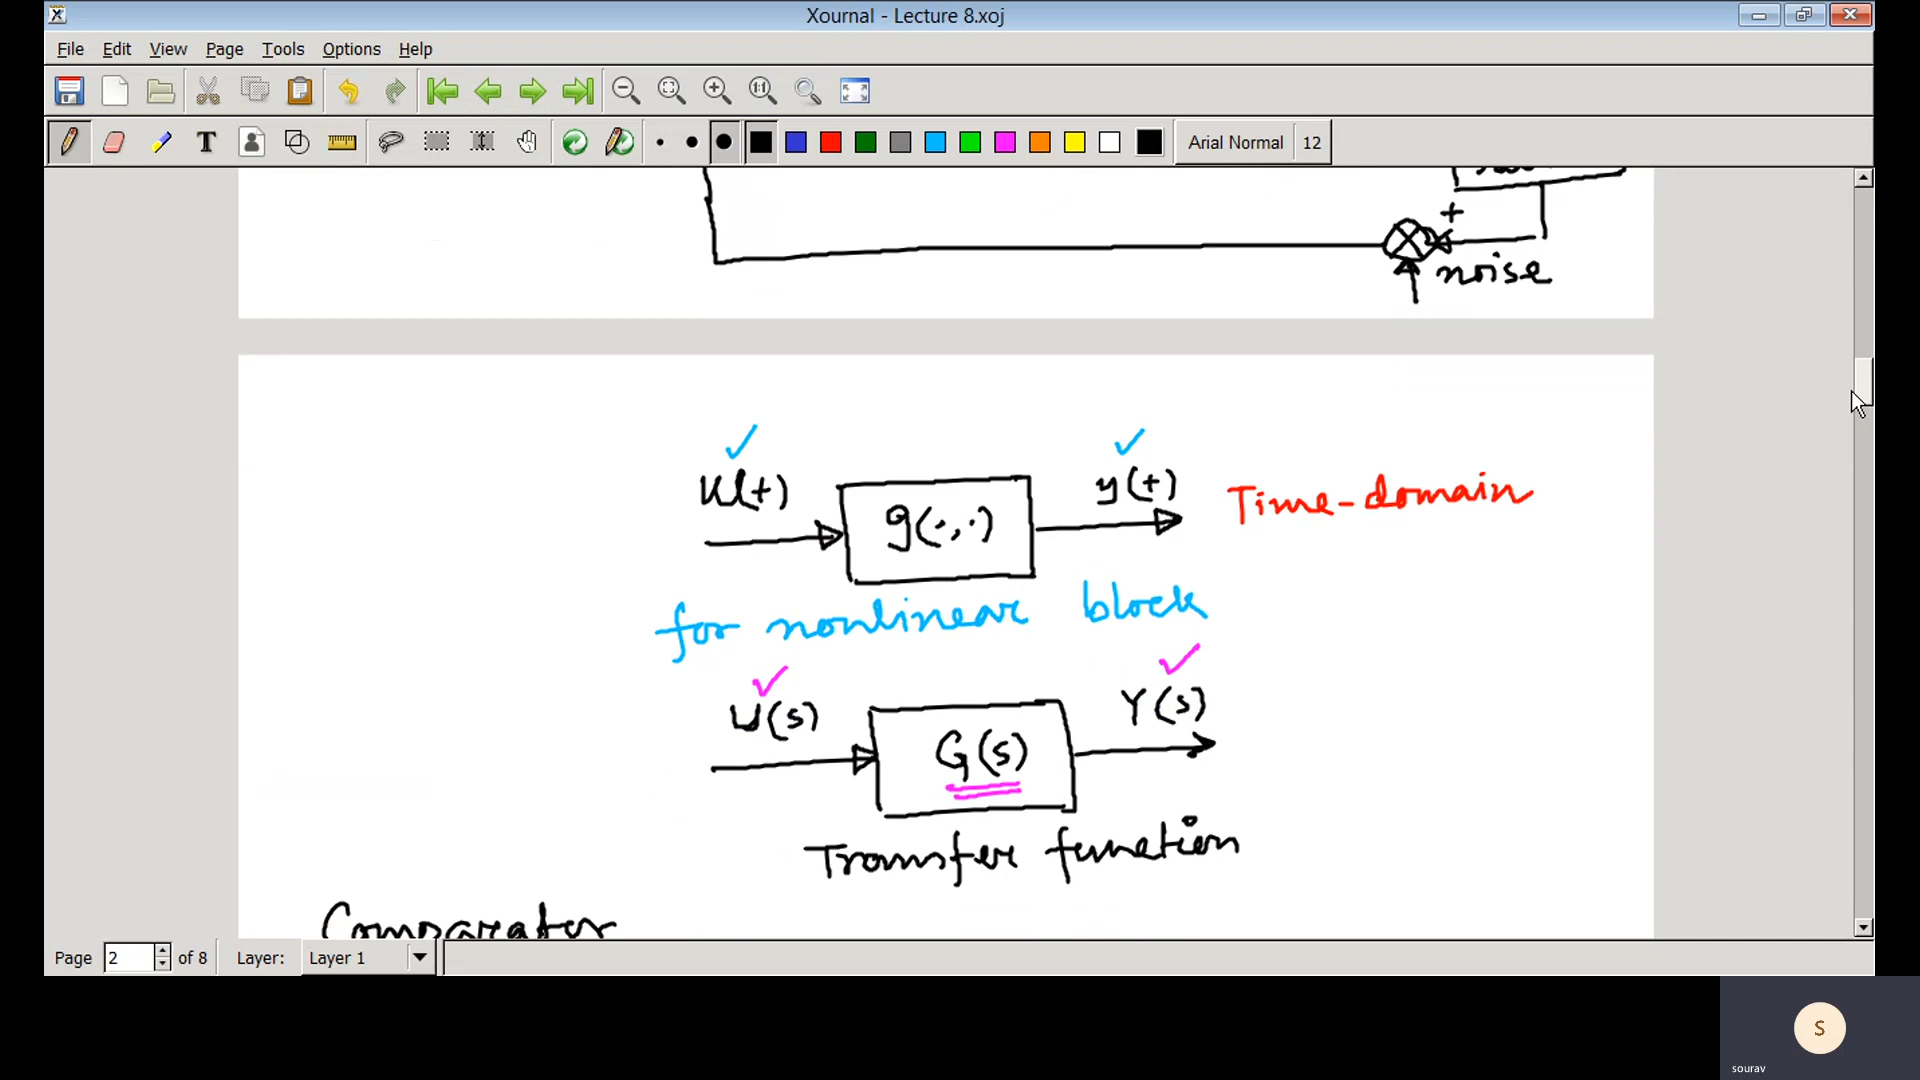 Xournal - Lecture 8.xoj
File Edit View Page Tools Options Help
Arial Normal 12
+
noise
u(t) g(·,·) y(t) Time-domain
for nonlinear block
U(s) G(s) Y(s)
Transfer function
Comparator
Page 2 of 8 Layer: Layer 1
S
sourav